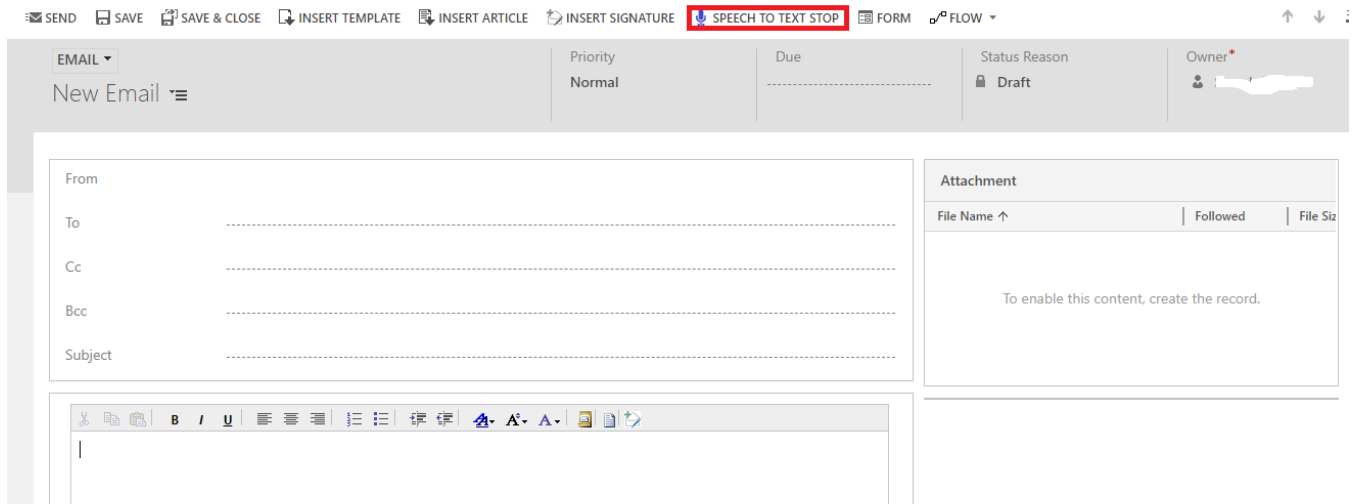 SEND SAVE SAVE & CLOSE INSERT TEMPLATE INSERT ARTICLE INSERT SIGNATURE SPEECH TO TEXT STOP FORM FLOW
EMAIL Priority Due Status Reason Owner*
New Email Normal Draft
From Attachment
To File Name Followed File Siz
Cc
To enable this content, create the record.
Bcc
Subject
B I U A A A